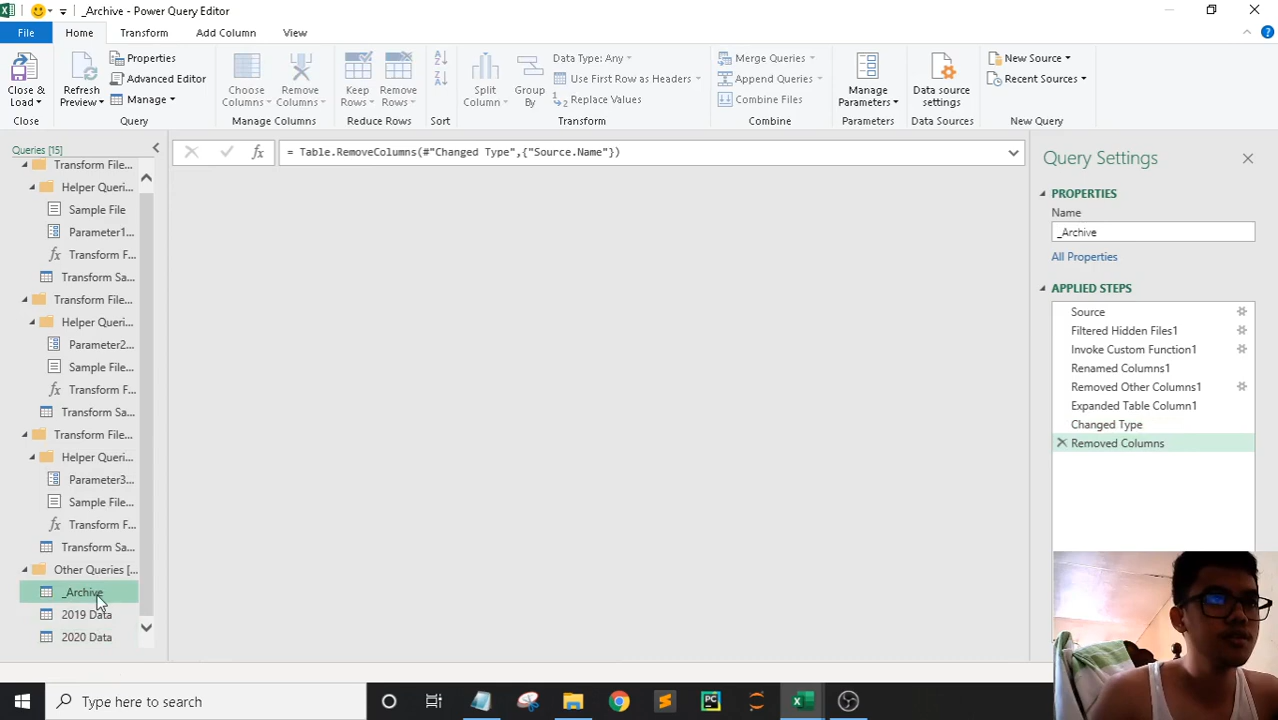 _Archive - Power Query Editor
File
Home
Transform
Add Column
View
Close & Load
Close
Refresh Preview
Properties
Advanced Editor
Manage
Query
Choose Columns
Remove Columns
Manage Columns
Keep Rows
Remove Rows
Reduce Rows
Sort
Split Column
Group By
Data Type: Any
Use First Row as Headers
Replace Values
Transform
Merge Queries
Append Queries
Combine Files
Combine
Manage Parameters
Parameters
Data source settings
Data Sources
New Source
Recent Sources
New Query
Queries [15]
Transform File...
Helper Queri...
Sample File
Parameter1...
Transform F...
Transform Sa...
Transform File...
Helper Queri...
Parameter2...
Sample File...
Transform F...
Transform Sa...
Transform File...
Helper Queri...
Parameter3...
Sample File...
Transform F...
Transform Sa...
Other Queries [...
_Archive
2019 Data
2020 Data
fx
= Table.RemoveColumns(#"Changed Type",{"Source.Name"})
Query Settings
PROPERTIES
Name
_Archive
All Properties
APPLIED STEPS
Source
Filtered Hidden Files1
Invoke Custom Function1
Renamed Columns1
Removed Other Columns1
Expanded Table Column1
Changed Type
Removed Columns
Type here to search